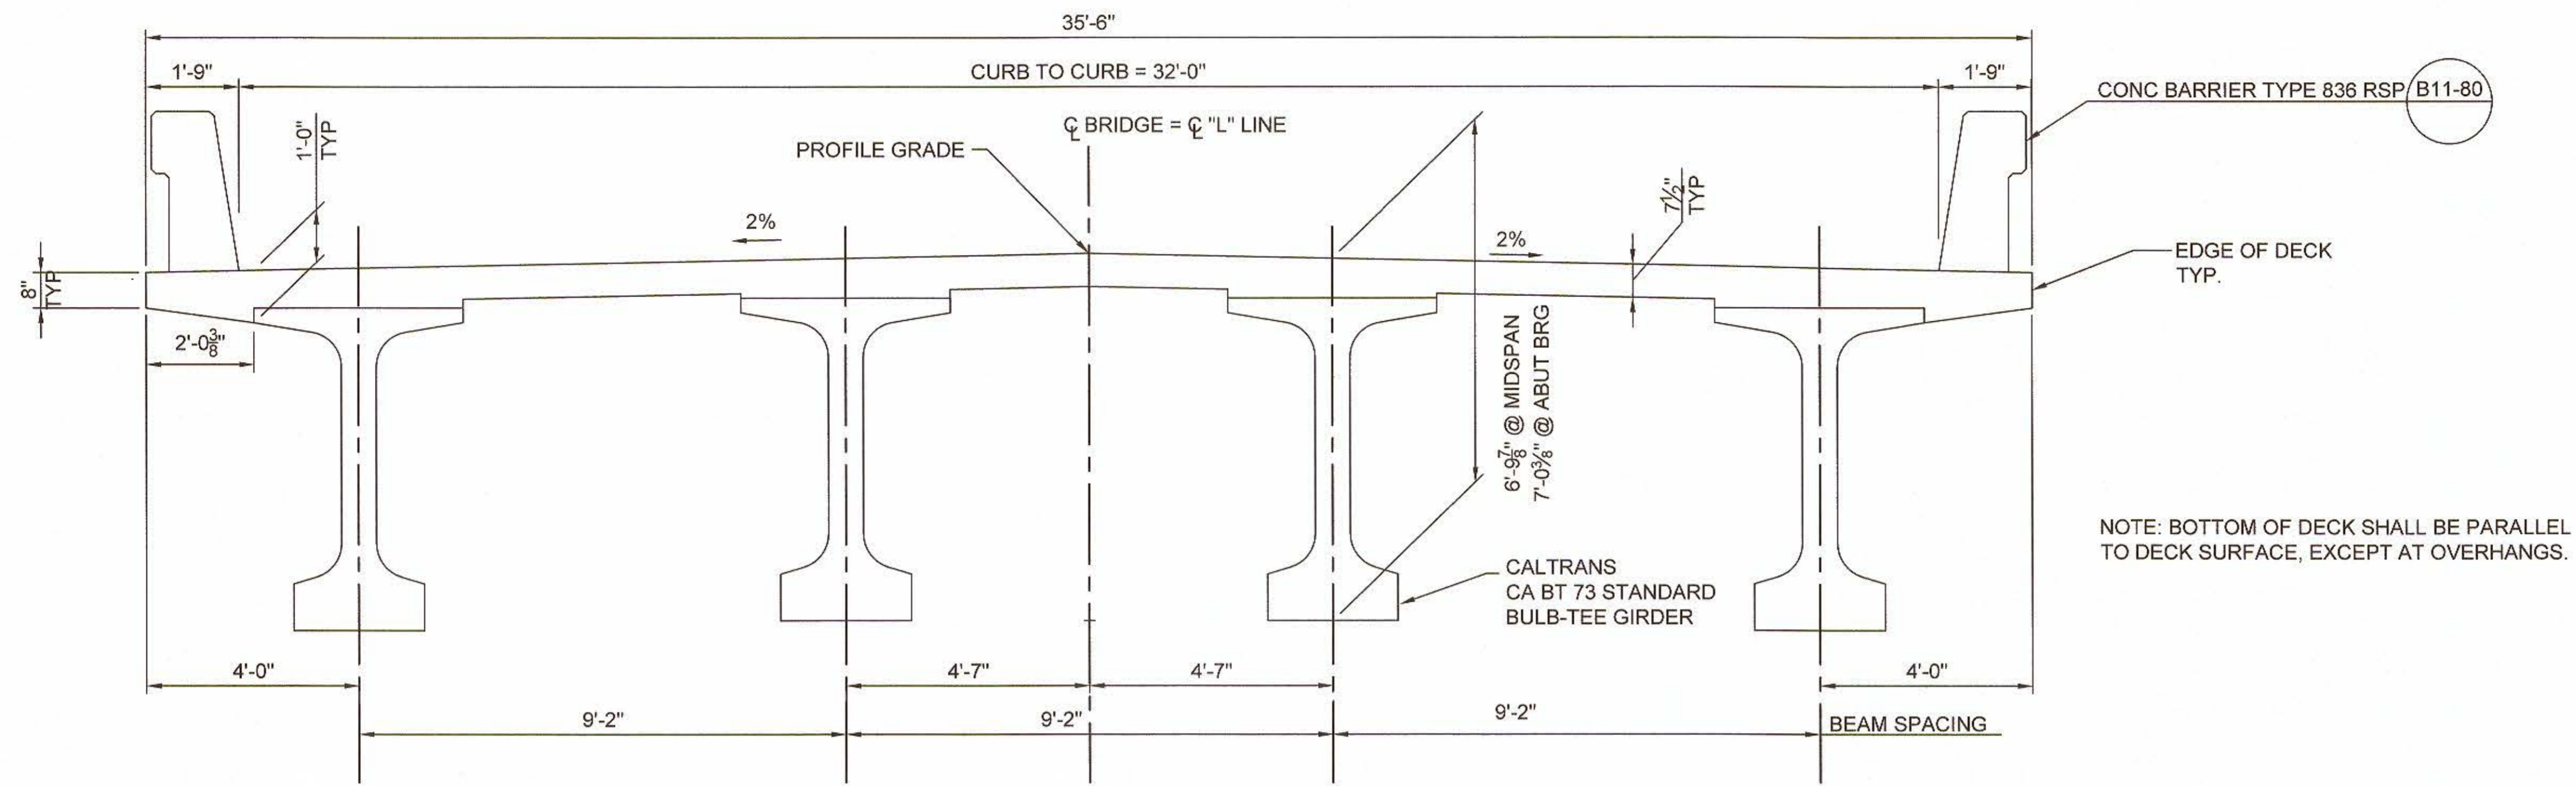 35'-6"
1'-9"
CURB TO CURB = 32'-0"
1'-9"
CONC BARRIER TYPE 836 RSP B11-80
1'-0"
TYP
℄ BRIDGE = ℄ "L" LINE
PROFILE GRADE
7½"
TYP
2%
2%
EDGE OF DECK
TYP.
8"
TYP
2'-0⅜"
6'-9⅞" @ MIDSPAN
7'-0⅜" @ ABUT BRG
NOTE: BOTTOM OF DECK SHALL BE PARALLEL
TO DECK SURFACE, EXCEPT AT OVERHANGS.
CALTRANS
CA BT 73 STANDARD
BULB-TEE GIRDER
4'-0"
4'-7"
4'-7"
4'-0"
9'-2"
9'-2"
9'-2"
BEAM SPACING